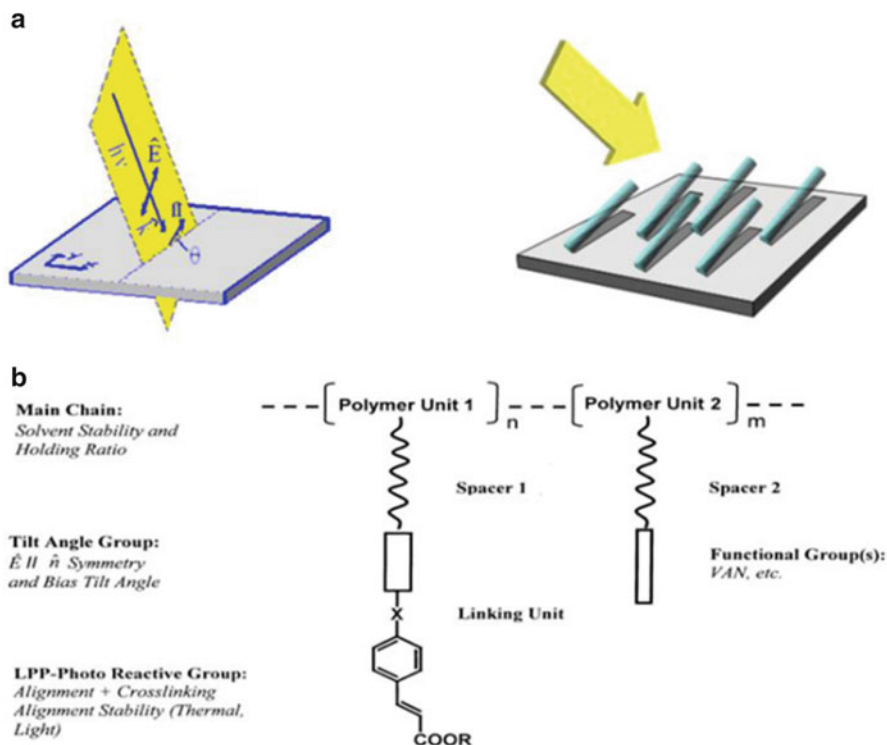 a
hν
Ê
n̂
θ
b
Main Chain:
Solvent Stability and
Holding Ratio
Polymer Unit 1
n
Polymer Unit 2
m
Spacer 1
Spacer 2
Tilt Angle Group:
Ê // n̂ Symmetry
and Bias Tilt Angle
Functional Group(s):
VAN, etc.
X
Linking Unit
LPP-Photo Reactive Group:
Alignment + Crosslinking
Alignment Stability (Thermal,
Light)
COOR